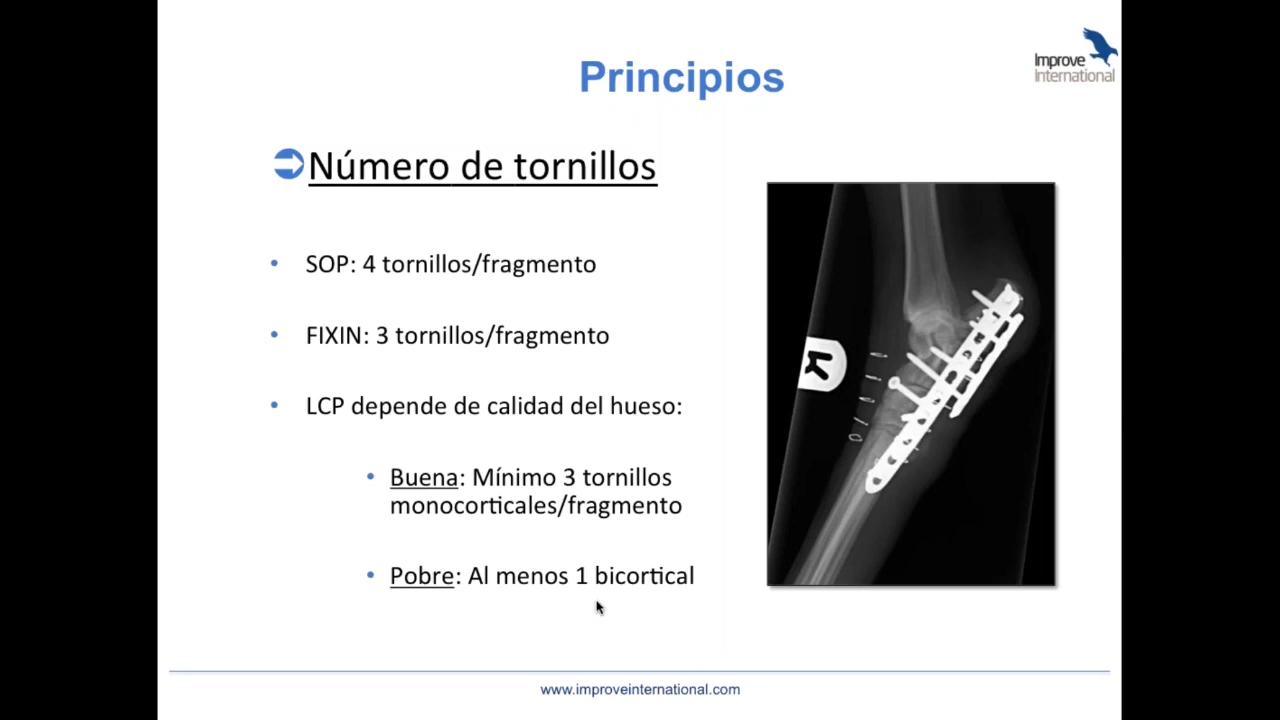 Principios
Improve
International
Número de tornillos
SOP: 4 tornillos/fragmento
FIXIN: 3 tornillos/fragmento
LCP depende de calidad del hueso:
Buena: Mínimo 3 tornillos
monocorticales/fragmento
Pobre: Al menos 1 bicortical
www.improveinternational.com